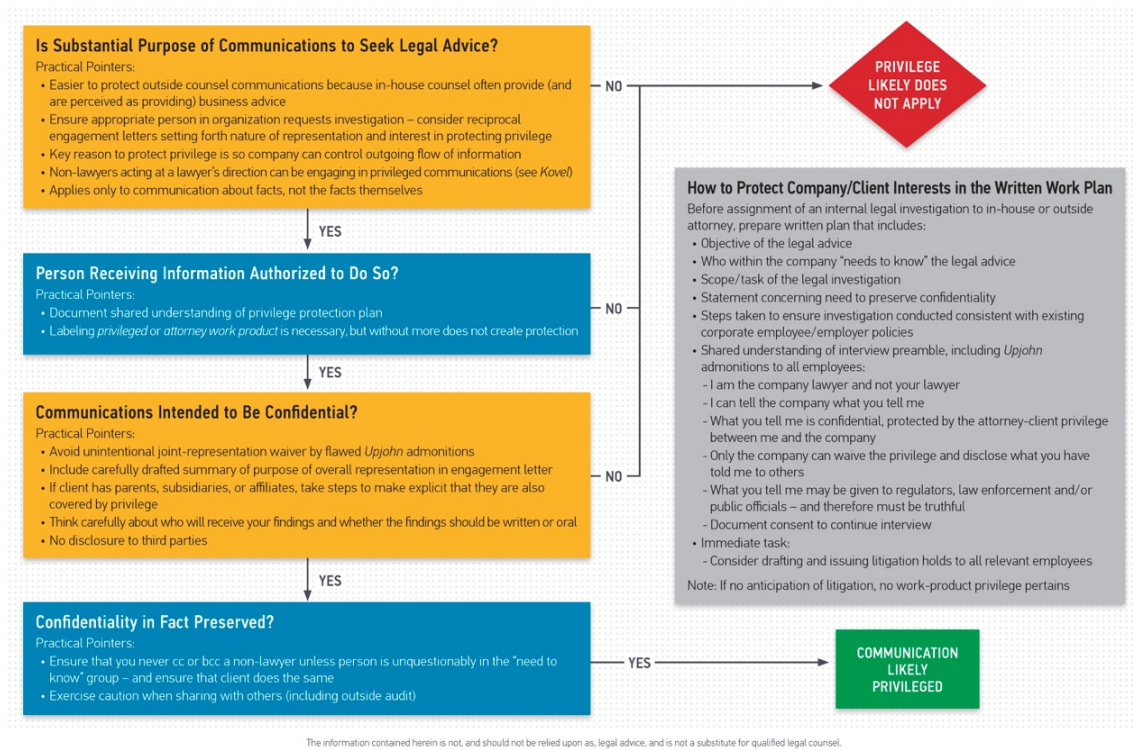 Is Substantial Purpose of Communications to Seek Legal Advice?
Practical Pointers:
• Easier to protect outside counsel communications because in-house counsel often provide (and
are perceived as providing) business advice
• Ensure appropriate person in organization requests investigation – consider reciprocal
engagement letters setting forth nature of representation and interest in protecting privilege
• Key reason to protect privilege is so company can control outgoing flow of information
• Non-lawyers acting at a lawyer's direction can be engaging in privileged communications (see Kovel)
• Applies only to communication about facts, not the facts themselves
NO
PRIVILEGE
LIKELY DOES
NOT APPLY
YES
Person Receiving Information Authorized to Do So?
Practical Pointers:
• Document shared understanding of privilege protection plan
• Labeling privileged or attorney work product is necessary, but without more does not create protection
NO
YES
Communications Intended to Be Confidential?
Practical Pointers:
• Avoid unintentional joint-representation waiver by flawed Upjohn admonitions
• Include carefully drafted summary of purpose of overall representation in engagement letter
• If client has parents, subsidiaries, or affiliates, take steps to make explicit that they are also
covered by privilege
• Think carefully about who will receive your findings and whether the findings should be written or oral
• No disclosure to third parties
NO
YES
Confidentiality in Fact Preserved?
Practical Pointers:
• Ensure that you never cc or bcc a non-lawyer unless person is unquestionably in the "need to
know" group – and ensure that client does the same
• Exercise caution when sharing with others (including outside audit)
YES
COMMUNICATION
LIKELY
PRIVILEGED
How to Protect Company/Client Interests in the Written Work Plan
Before assignment of an internal legal investigation to in-house or outside
attorney, prepare written plan that includes:
• Objective of the legal advice
• Who within the company "needs to know" the legal advice
• Scope/task of the legal investigation
• Statement concerning need to preserve confidentiality
• Steps taken to ensure investigation conducted consistent with existing
corporate employee/employer policies
• Shared understanding of interview preamble, including Upjohn
admonitions to all employees:
- I am the company lawyer and not your lawyer
- I can tell the company what you tell me
- What you tell me is confidential, protected by the attorney-client privilege
between me and the company
- Only the company can waive the privilege and disclose what you have
told me to others
- What you tell me may be given to regulators, law enforcement and/or
public officials – and therefore must be truthful
- Document consent to continue interview
• Immediate task:
- Consider drafting and issuing litigation holds to all relevant employees
Note: If no anticipation of litigation, no work-product privilege pertains
The information contained herein is not, and should not be relied upon as, legal advice, and is not a substitute for qualified legal counsel.